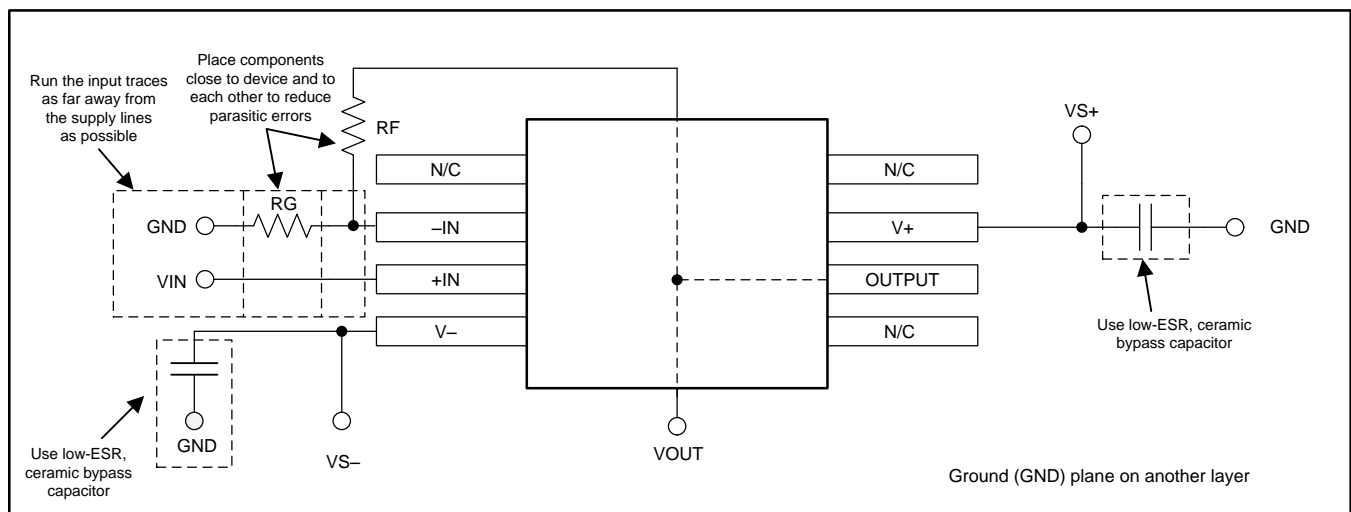 Run the input traces
as far away from
the supply lines
as possible
Place components
close to device and to
each other to reduce
parasitic errors
RF
VS+
N/C
N/C
RG
GND
–IN
V+
GND
VIN
+IN
OUTPUT
V–
N/C
Use low-ESR, ceramic
bypass capacitor
GND
VS–
VOUT
Use low-ESR,
ceramic bypass
capacitor
Ground (GND) plane on another layer